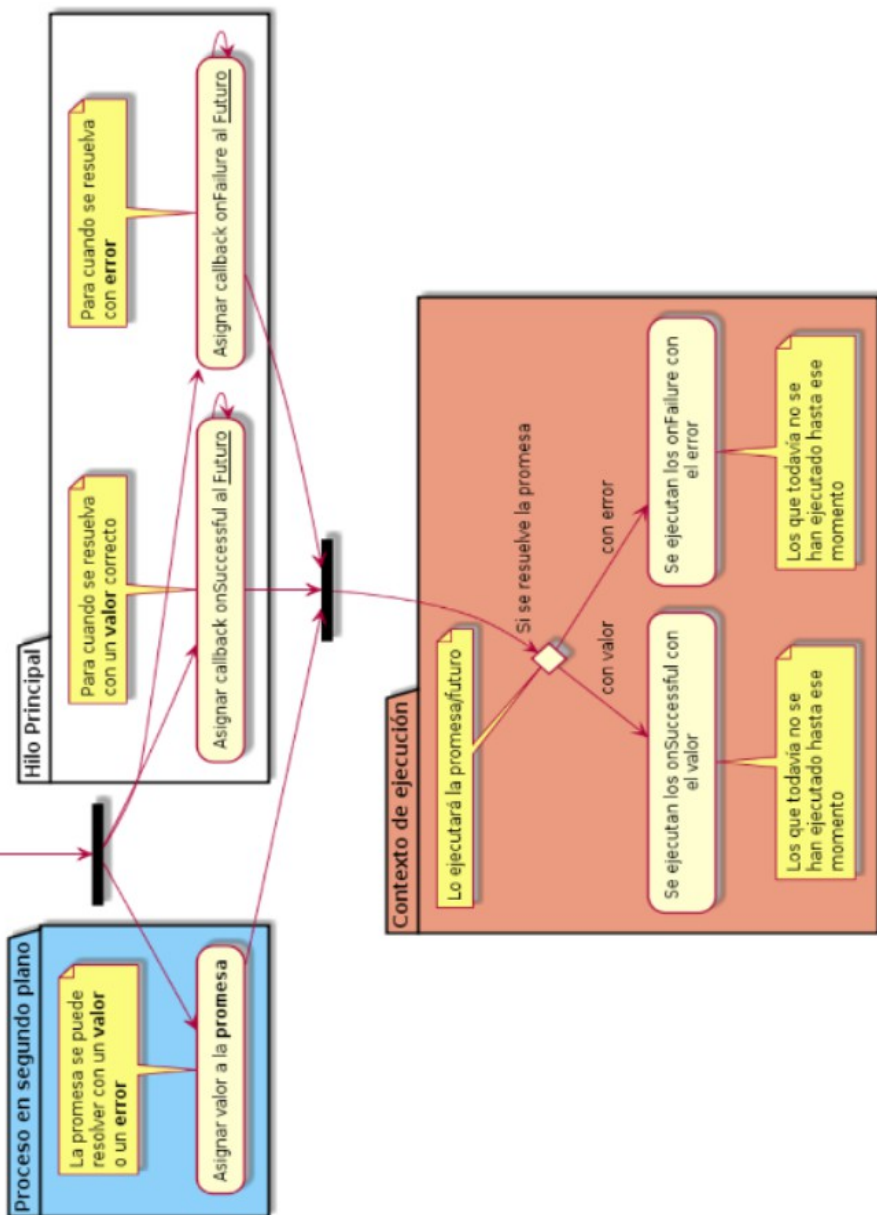 Proceso en segundo plano
La promesa se puede
resolver con un valor
o un error
Asignar valor a la promesa
Hilo Principal
Para cuando se resuelva
con un valor correcto
Asignar callback onSuccessful al Futuro
Para cuando se resuelva
con error
Asignar callback onFailure al Futuro
Contexto de ejecución
Lo ejecutará la promesa/futuro
Si se resuelve la promesa
con valor
con error
Se ejecutan los onSuccessful con
el valor
Los que todavía no se
han ejecutado hasta ese
momento
Se ejecutan los onFailure con
el error
Los que todavía no se
han ejecutado hasta ese
momento